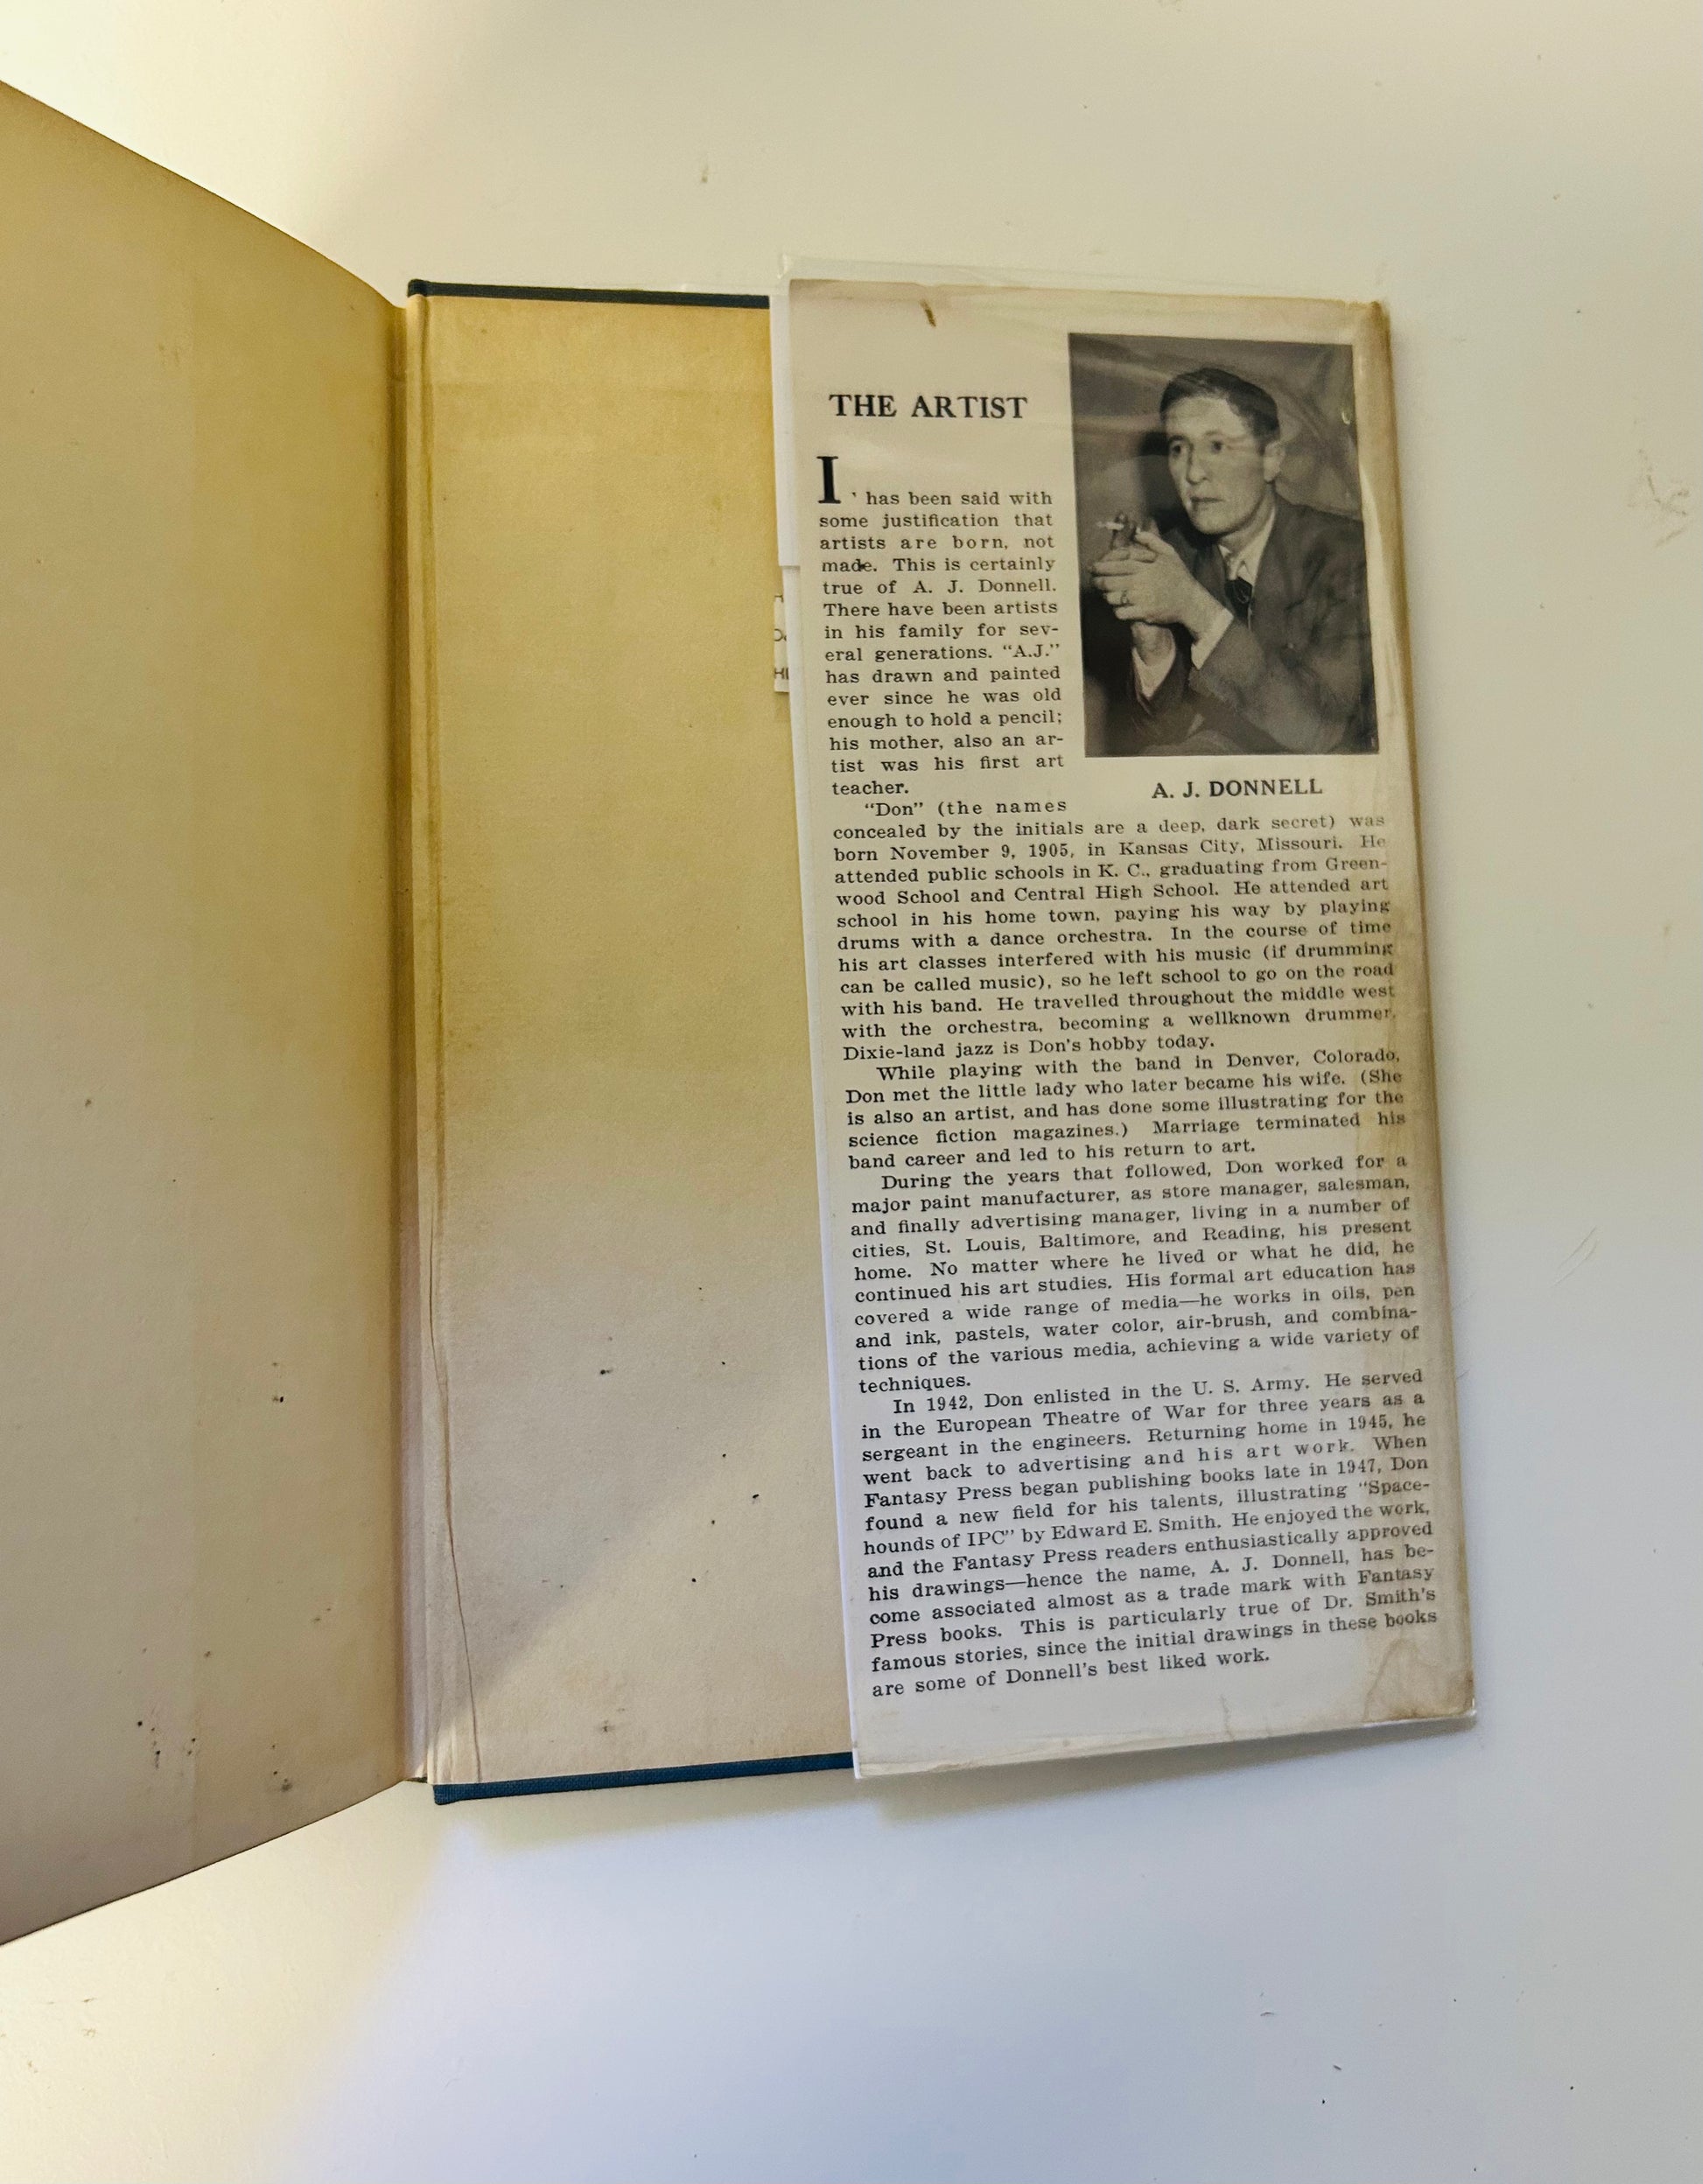 THE ARTIST
I ' has been said with
some justification that
artists are born, not
made. This is certainly
true of A. J. Donnell.
There have been artists
in his family for sev-
eral generations. "A.J."
has drawn and painted
ever since he was old
enough to hold a pencil;
his mother, also an ar-
tist was his first art
teacher.
A. J. DONNELL
"Don" (the names
concealed by the initials are a deep, dark secret) was
born November 9, 1905, in Kansas City, Missouri. He
attended public schools in K. C., graduating from Green-
wood School and Central High School. He attended art
school in his home town, paying his way by playing
drums with a dance orchestra. In the course of time
his art classes interfered with his music (if drumming
can be called music), so he left school to go on the road
with his band. He travelled throughout the middle west
with the orchestra, becoming a wellknown drummer.
Dixie-land jazz is Don's hobby today.
While playing with the band in Denver, Colorado,
Don met the little lady who later became his wife. (She
is also an artist, and has done some illustrating for the
science fiction magazines.) Marriage terminated his
band career and led to his return to art.
During the years that followed, Don worked for a
major paint manufacturer, as store manager, salesman,
and finally advertising manager, living in a number of
cities, St. Louis, Baltimore, and Reading, his present
home. No matter where he lived or what he did, he
continued his art studies. His formal art education has
covered a wide range of media—he works in oils, pen
and ink, pastels, water color, air-brush, and combina-
tions of the various media, achieving a wide variety of
techniques.
In 1942, Don enlisted in the U. S. Army. He served
in the European Theatre of War for three years as a
sergeant in the engineers. Returning home in 1945, he
went back to advertising and his art work. When
Fantasy Press began publishing books late in 1947, Don
found a new field for his talents, illustrating "Space-
hounds of IPC" by Edward E. Smith. He enjoyed the work,
and the Fantasy Press readers enthusiastically approved
his drawings—hence the name, A. J. Donnell, has be-
come associated almost as a trade mark with Fantasy
Press books. This is particularly true of Dr. Smith's
famous stories, since the initial drawings in these books
are some of Donnell's best liked work.